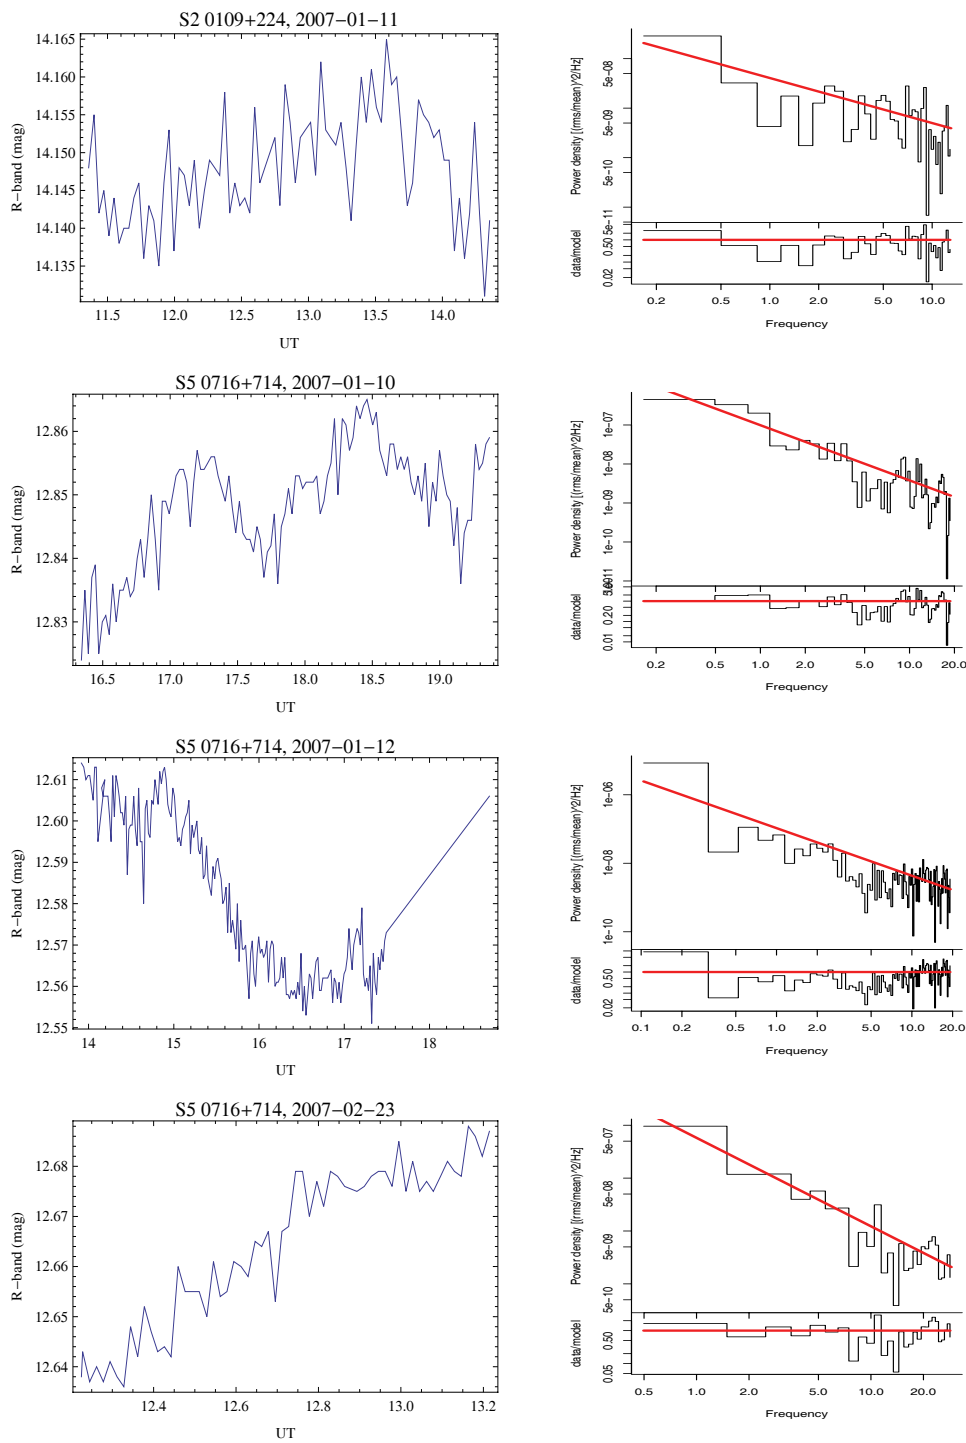 S2 0109+224, 2007−01−11
R−band (mag)
14.165
14.160
14.155
14.150
14.145
14.140
14.135
11.5 12.0 12.5 13.0 13.5 14.0
UT
Power density [(rms/mean)^2/Hz]
5e−08
5e−09
5e−10
5e−11
data/model
0.50
0.02
0.2 0.5 1.0 2.0 5.0 10.0
Frequency
S5 0716+714, 2007−01−10
R−band (mag)
12.86
12.85
12.84
12.83
16.5 17.0 17.5 18.0 18.5 19.0
UT
Power density [(rms/mean)^2/Hz]
1e−07
1e−08
1e−09
1e−10
data/model
0.20
0.01
0.2 0.5 1.0 2.0 5.0 10.0 20.0
Frequency
S5 0716+714, 2007−01−12
R−band (mag)
12.61
12.60
12.59
12.58
12.57
12.56
12.55
14 15 16 17 18
UT
Power density [(rms/mean)^2/Hz]
1e−06
1e−08
1e−10
data/model
0.50
0.02
0.1 0.2 0.5 1.0 2.0 5.0 10.0 20.0
Frequency
S5 0716+714, 2007−02−23
R−band (mag)
12.68
12.67
12.66
12.65
12.64
12.4 12.6 12.8 13.0 13.2
UT
Power density [(rms/mean)^2/Hz]
5e−07
5e−08
5e−09
5e−10
data/model
0.50
0.05
0.5 1.0 2.0 5.0 10.0 20.0
Frequency